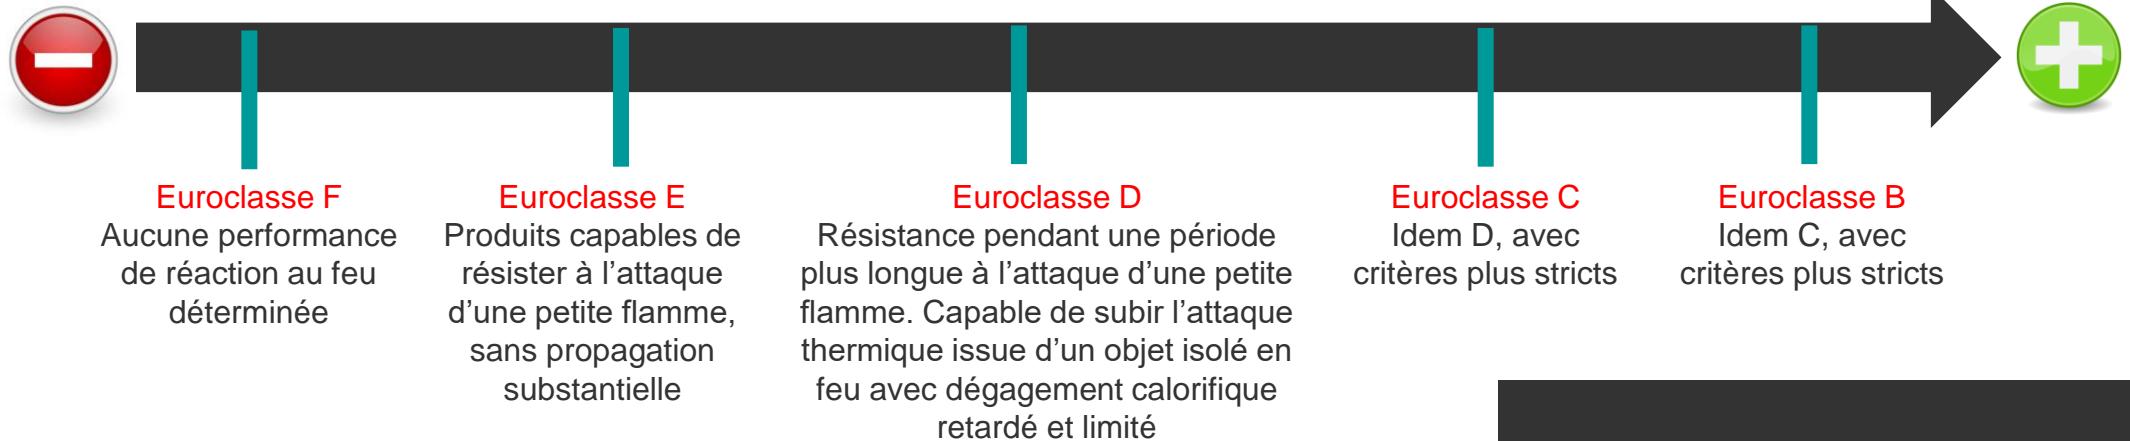 Euroclasse F
Aucune performance
de réaction au feu
déterminée
Euroclasse E
Produits capables de
résister à l’attaque
d’une petite flamme,
sans propagation
substantielle
Euroclasse D
Résistance pendant une période
plus longue à l’attaque d’une petite
flamme. Capable de subir l’attaque
thermique issue d’un objet isolé en
feu avec dégagement calorifique
retardé et limité
Euroclasse C
Idem D, avec
critères plus stricts
Euroclasse B
Idem C, avec
critères plus stricts